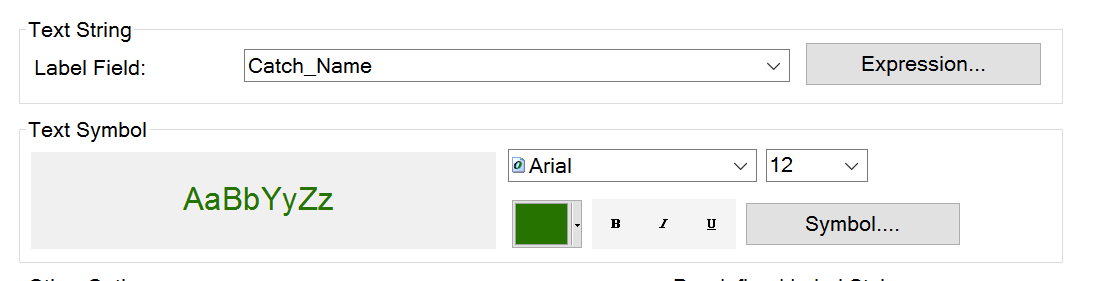 Text String
Label Field:
Catch_Name
Expression...
Text Symbol
AaBbYyZz
Arial
12
B I U
Symbol....